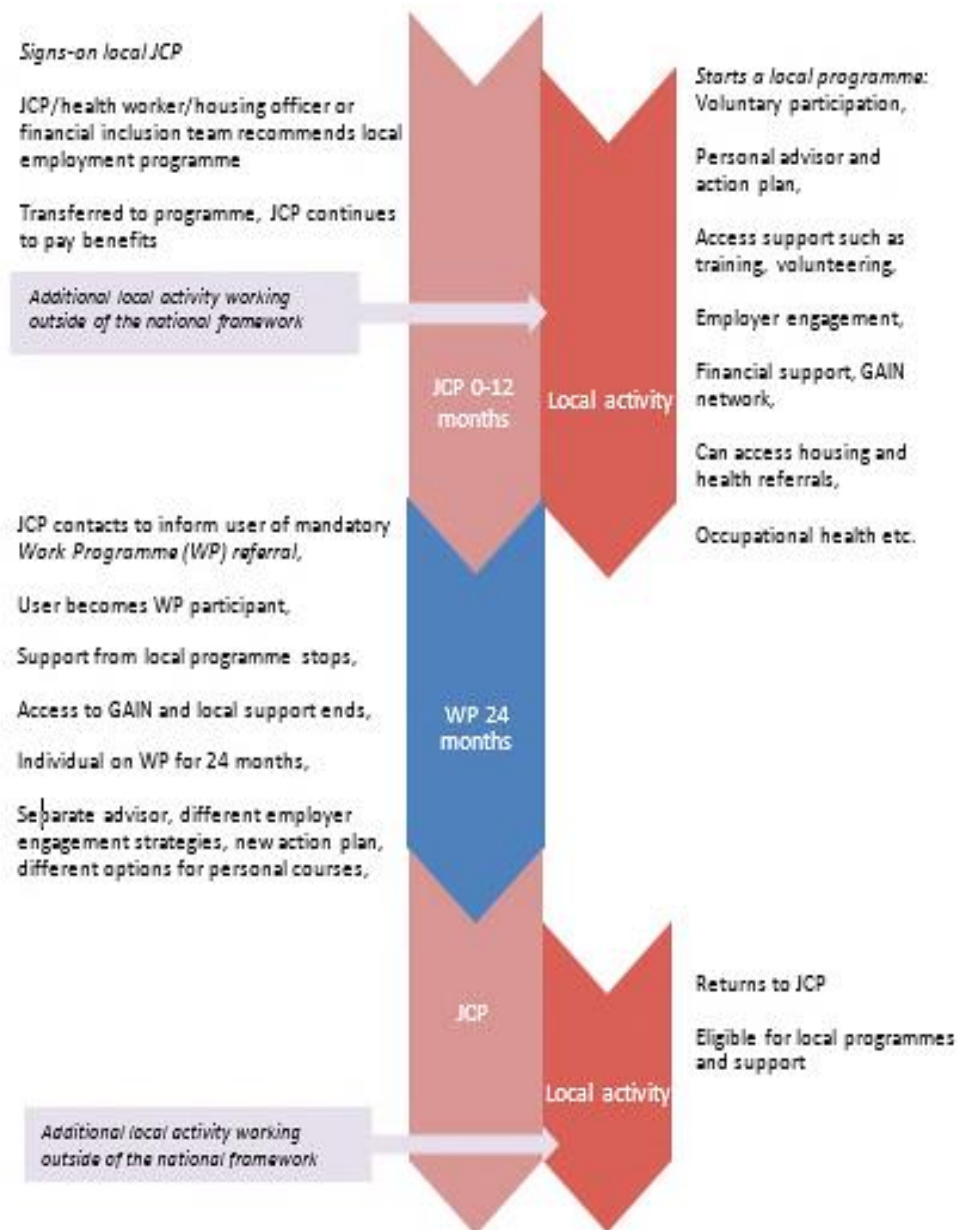 Signs-on local JCP
JCP/health worker/housing officer or
financial inclusion team recommends local
employment programme
Transferred to programme, JCP continues
to pay benefits
Additional local activity working
outside of the national framework
JCP 0-12
months
Local activity
Starts a local programme:
Voluntary participation,
Personal advisor and
action plan,
Access support such as
training, volunteering,
Employer engagement,
Financial support, GAIN
network,
Can access housing and
health referrals,
Occupational health etc.
JCP contacts to inform user of mandatory
Work Programme (WP) referral,
User becomes WP participant,
Support from local programme stops,
Access to GAIN and local support ends,
Individual on WP for 24 months,
Separate advisor, different employer
engagement strategies, new action plan,
different options for personal courses,
WP 24
months
JCP
Local activity
Returns to JCP
Eligible for local programmes
and support
Additional local activity working
outside of the national framework